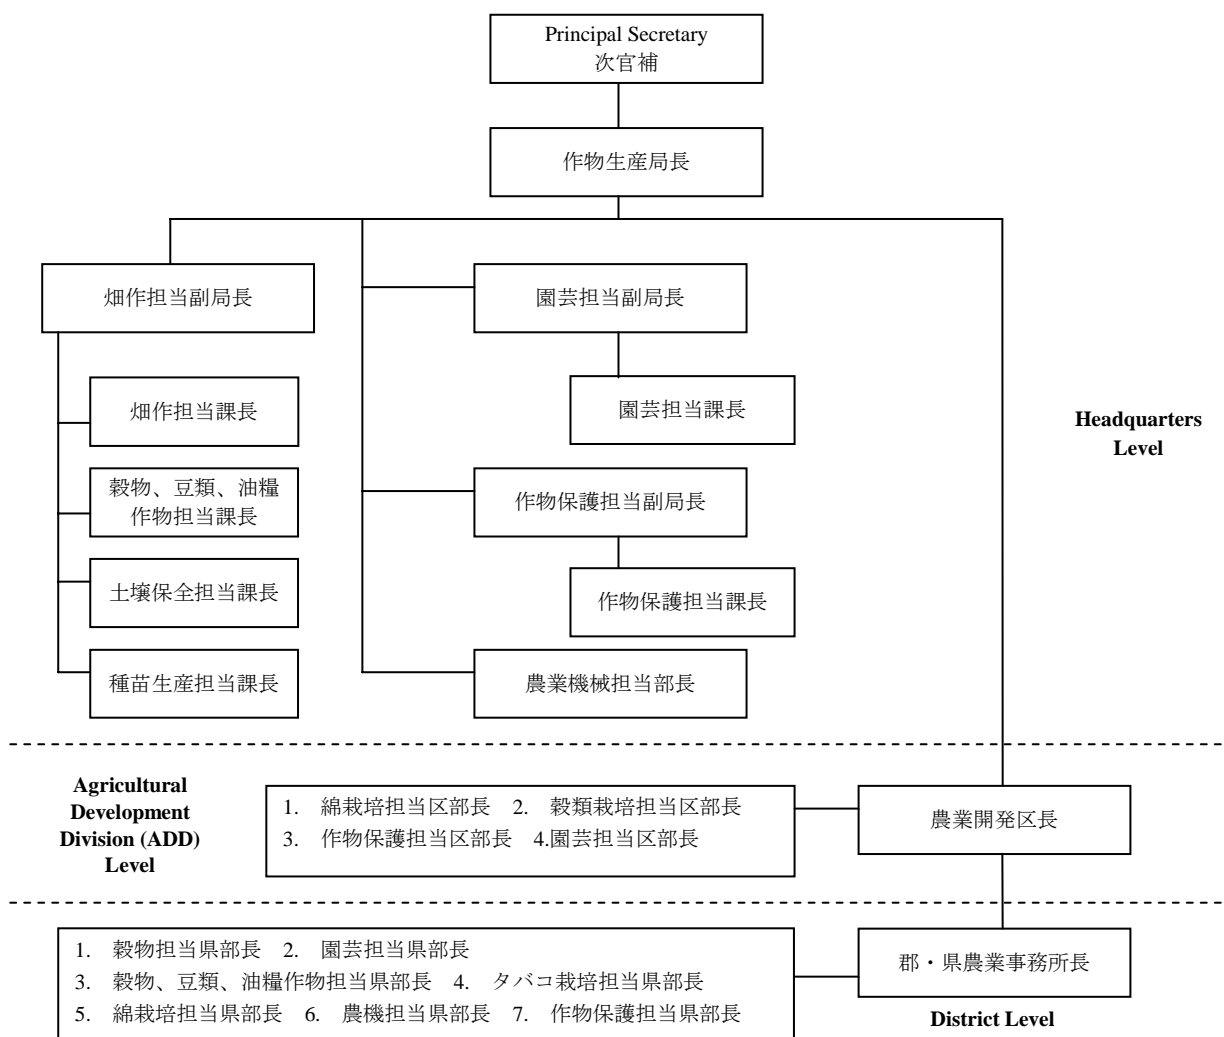 Principal Secretary
次官補
作物生産局長
畑作担当副局長
園芸担当副局長
畑作担当課長
園芸担当課長
Headquarters
Level
穀物、豆類、油糧
作物担当課長
作物保護担当副局長
土壌保全担当課長
作物保護担当課長
種苗生産担当課長
農業機械担当部長
Agricultural
Development
Division (ADD)
Level
1. 綿栽培担当区部長 2. 穀類栽培担当区部長
3. 作物保護担当区部長 4.園芸担当区部長
農業開発区長
1. 穀物担当県部長 2. 園芸担当県部長
3. 穀物、豆類、油糧作物担当県部長 4. タバコ栽培担当県部長
5. 綿栽培担当県部長 6. 農機担当県部長 7. 作物保護担当県部長
郡・県農業事務所長
District Level